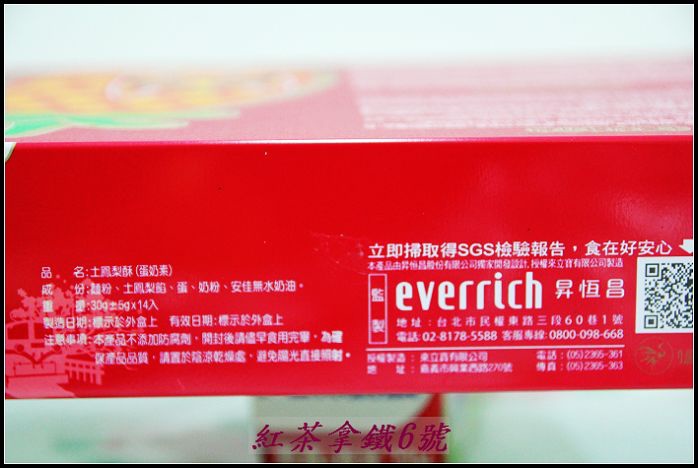 品　名:土鳳梨酥(蛋奶素)
成　份:麵粉、土鳳梨餡、蛋、奶粉、安佳無水奶油。
重　量:30g±5g×14入
製造日期:標示於外盒上　有效日期:標示於外盒上
注意事項:本產品不添加防腐劑，開封後請儘早食用完畢，為確
保產品品質，請置於陰涼乾燥處，避免陽光直接照射。
立即掃取得SGS檢驗報告，食在好安心
本產品由昇恒昌股份有限公司獨家開發設計，授權來立寶有限公司製造
監製
everrich 昇恆昌
地址：台北市民權東路三段60巷1號
電話:02-8178-5588 客服專線:0800-098-668
授權製造：來立寶有限公司　電話：(05)2365-361
地　址：嘉義市興業西路270號　傳真：(05)2365-363
紅茶拿鐵6號